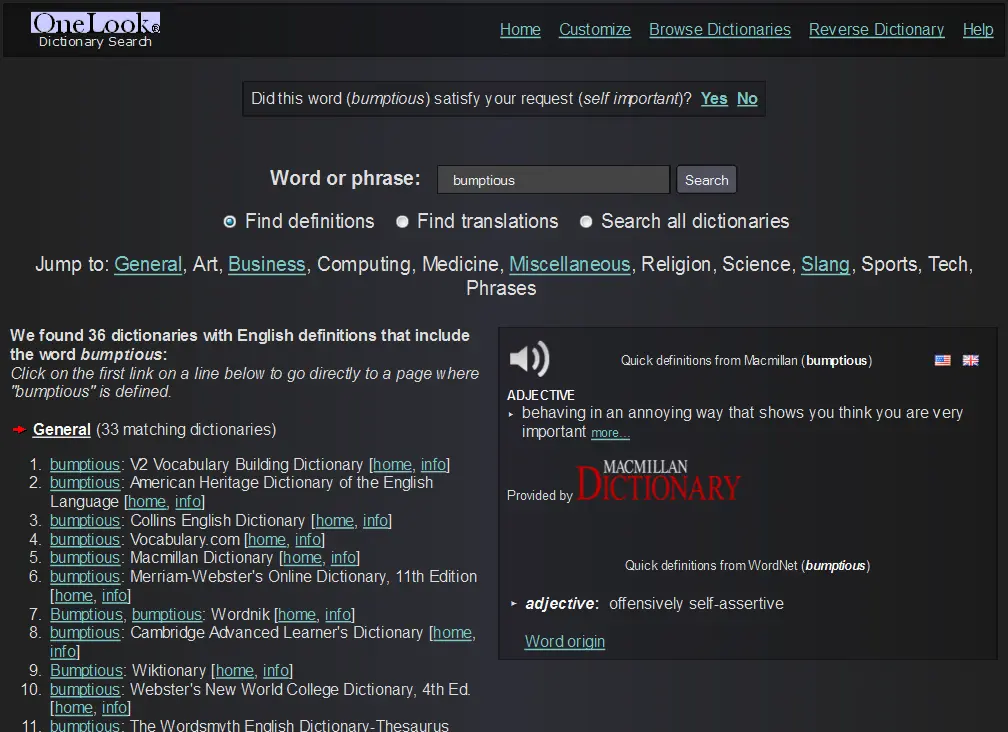 OneLook®
Dictionary Search
Home Customize Browse Dictionaries Reverse Dictionary Help
Did this word (bumptious) satisfy your request (self important)? Yes No
Word or phrase: bumptious Search
Find definitions Find translations Search all dictionaries
Jump to: General, Art, Business, Computing, Medicine, Miscellaneous, Religion, Science, Slang, Sports, Tech,
Phrases
We found 36 dictionaries with English definitions that include
the word bumptious:
Click on the first link on a line below to go directly to a page where
"bumptious" is defined.
General (33 matching dictionaries)
1. bumptious: V2 Vocabulary Building Dictionary [home, info]
2. bumptious: American Heritage Dictionary of the English
Language [home, info]
3. bumptious: Collins English Dictionary [home, info]
4. bumptious: Vocabulary.com [home, info]
5. bumptious: Macmillan Dictionary [home, info]
6. bumptious: Merriam-Webster's Online Dictionary, 11th Edition
[home, info]
7. Bumptious, bumptious: Wordnik [home, info]
8. bumptious: Cambridge Advanced Learner's Dictionary [home,
info]
9. Bumptious: Wiktionary [home, info]
10. bumptious: Webster's New World College Dictionary, 4th Ed.
[home, info]
11. bumptious: The Wordsmyth English Dictionary-Thesaurus
Quick definitions from Macmillan (bumptious)
ADJECTIVE
▸ behaving in an annoying way that shows you think you are very
important more...
Provided by MACMILLAN
DICTIONARY
Quick definitions from WordNet (bumptious)
▸ adjective: offensively self-assertive
Word origin